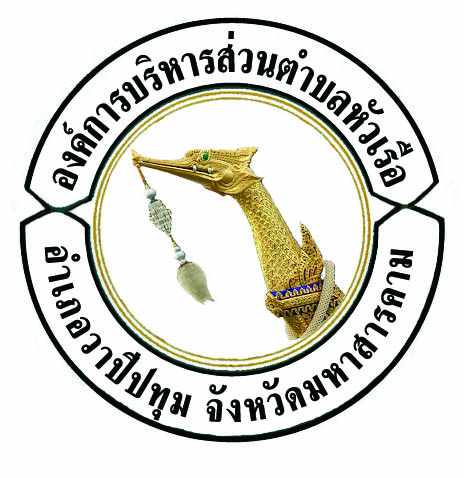 องค์การบริหารส่วนตำบลหัวเรือ
อำเภอวาปีปทุม จังหวัดมหาสารคาม